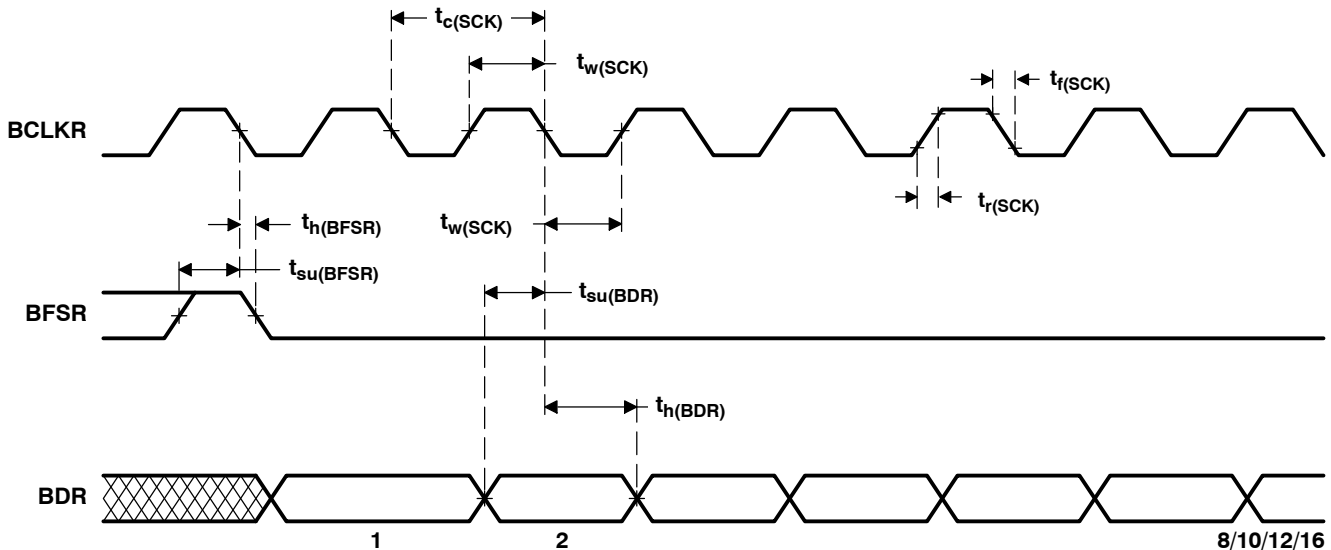 tc(SCK)
tw(SCK)
tf(SCK)
BCLKR
tr(SCK)
th(BFSR)
tw(SCK)
tsu(BFSR)
tsu(BDR)
BFSR
th(BDR)
BDR
1 2 8/10/12/16